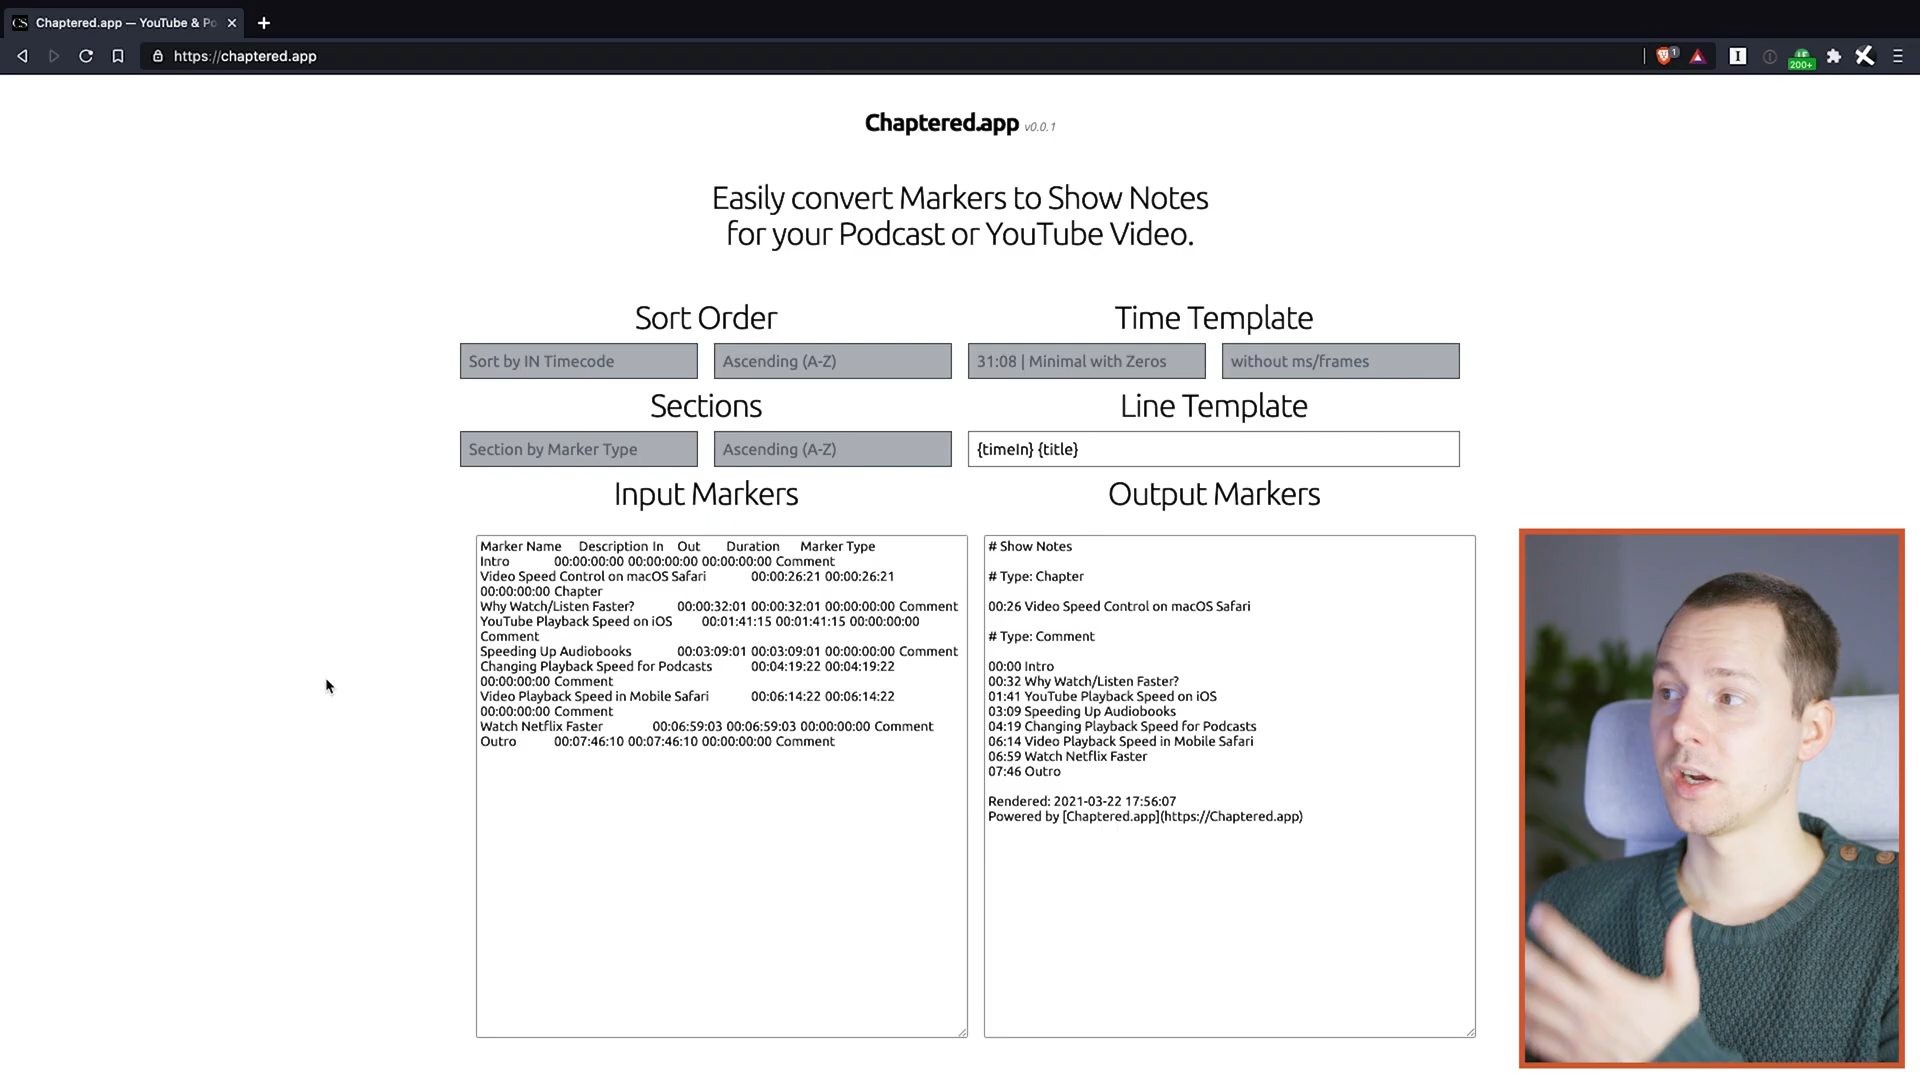 CS Chaptered.app — YouTube & Po
https://chaptered.app
1
200+
Chaptered.app v0.0.1
Easily convert Markers to Show Notes
for your Podcast or YouTube Video.
Sort Order
Time Template
Sort by IN Timecode
Ascending (A-Z)
31:08 | Minimal with Zeros
without ms/frames
Sections
Line Template
Section by Marker Type
Ascending (A-Z)
{timeIn} {title}
Input Markers
Output Markers
Marker Name Description In Out Duration Marker Type
Intro 00:00:00:00 00:00:00:00 00:00:00:00 Comment
Video Speed Control on macOS Safari 00:00:26:21 00:00:26:21
00:00:00:00 Chapter
Why Watch/Listen Faster? 00:00:32:01 00:00:32:01 00:00:00:00 Comment
YouTube Playback Speed on iOS 00:01:41:15 00:01:41:15 00:00:00:00
Comment
Speeding Up Audiobooks 00:03:09:01 00:03:09:01 00:00:00:00 Comment
Changing Playback Speed for Podcasts 00:04:19:22 00:04:19:22
00:00:00:00 Comment
Video Playback Speed in Mobile Safari 00:06:14:22 00:06:14:22
00:00:00:00 Comment
Watch Netflix Faster 00:06:59:03 00:06:59:03 00:00:00:00 Comment
Outro 00:07:46:10 00:07:46:10 00:00:00:00 Comment
# Show Notes
# Type: Chapter
00:26 Video Speed Control on macOS Safari
# Type: Comment
00:00 Intro
00:32 Why Watch/Listen Faster?
01:41 YouTube Playback Speed on iOS
03:09 Speeding Up Audiobooks
04:19 Changing Playback Speed for Podcasts
06:14 Video Playback Speed in Mobile Safari
06:59 Watch Netflix Faster
07:46 Outro
Rendered: 2021-03-22 17:56:07
Powered by [Chaptered.app](https://Chaptered.app)